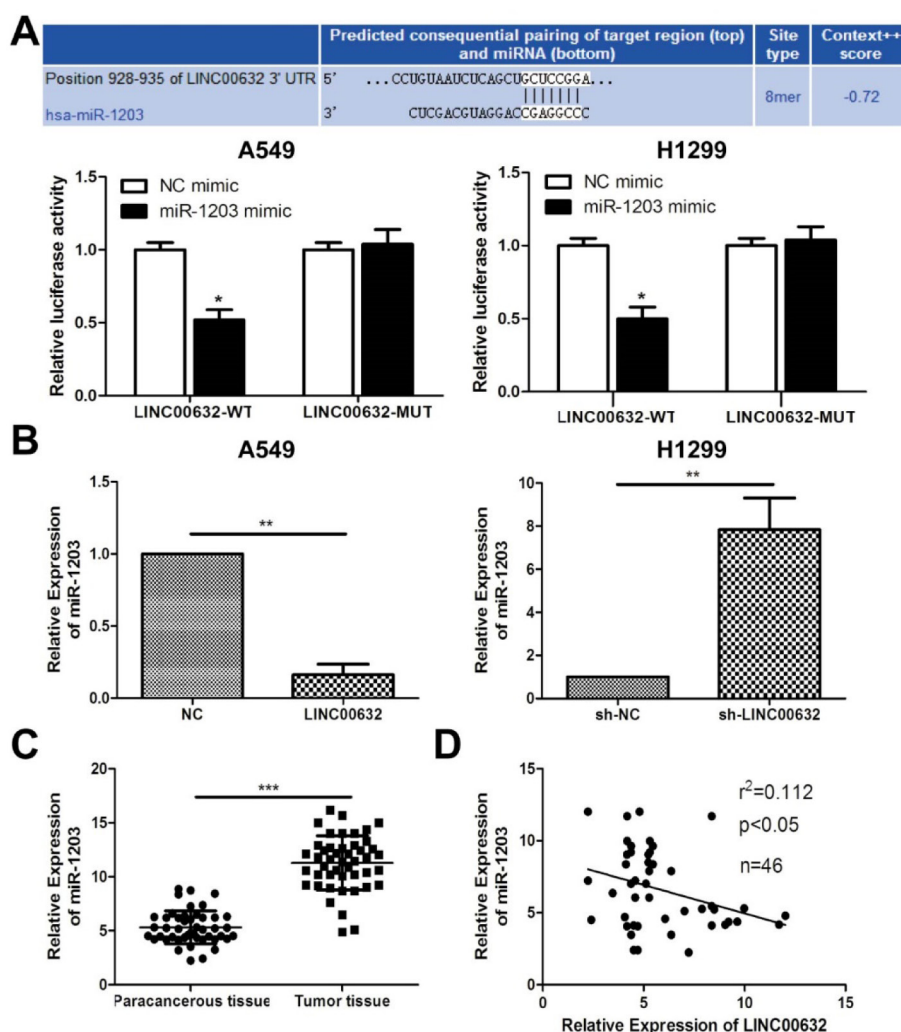 A
Predicted consequential pairing of target region (top) and miRNA (bottom)
Site type
Context++ score
Position 928-935 of LINC00632 3' UTR 5' ...CCUGUAAUCUCAGCUGCUCCGGA...
hsa-miR-1203 3' CUCGACGUAGGACCGAGGCCC
8mer
-0.72
A549
Relative luciferase activity
1.5
1.0
0.5
0.0
NC mimic
miR-1203 mimic
*
LINC00632-WT
LINC00632-MUT
H1299
Relative luciferase activity
1.5
1.0
0.5
0.0
NC mimic
miR-1203 mimic
*
LINC00632-WT
LINC00632-MUT
B
A549
Relative Expression
of miR-1203
1.5
1.0
0.5
0.0
**
NC
LINC00632
H1299
Relative Expression
of miR-1203
10
8
6
4
2
0
**
sh-NC
sh-LINC00632
C
Relative Expression
of miR-1203
20
15
10
5
0
***
Paracancerous tissue
Tumor tissue
D
Relative Expression
of miR-1203
15
10
5
0
r²=0.112
p<0.05
n=46
0
5
10
15
Relative Expression of LINC00632